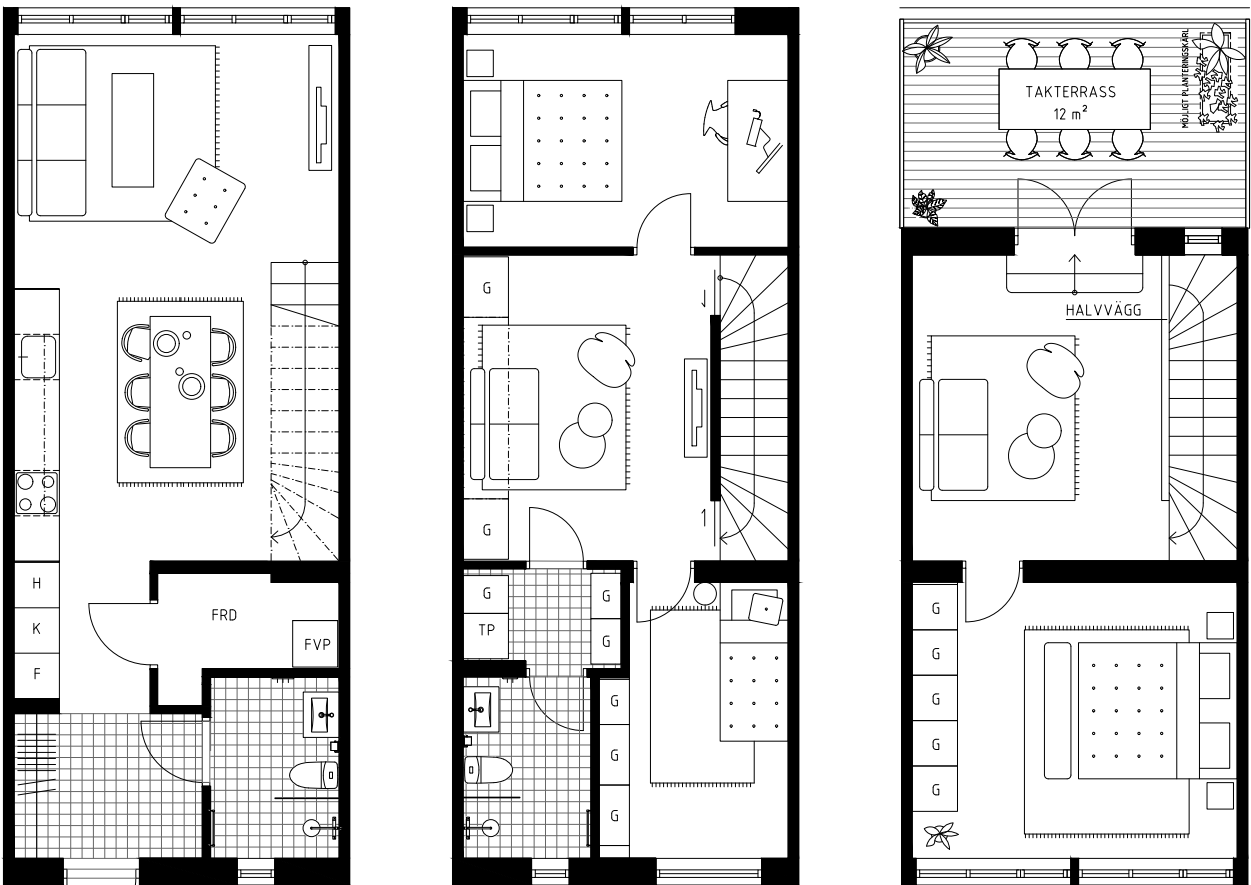 H
K
F
FRD
FVP
G
G
G
TP
G
G
G
G
G
TAKTERRASS
12 m²
MÖJLIGT PLANTERINGSKÄRL
HALVVÄGG
G
G
G
G
G